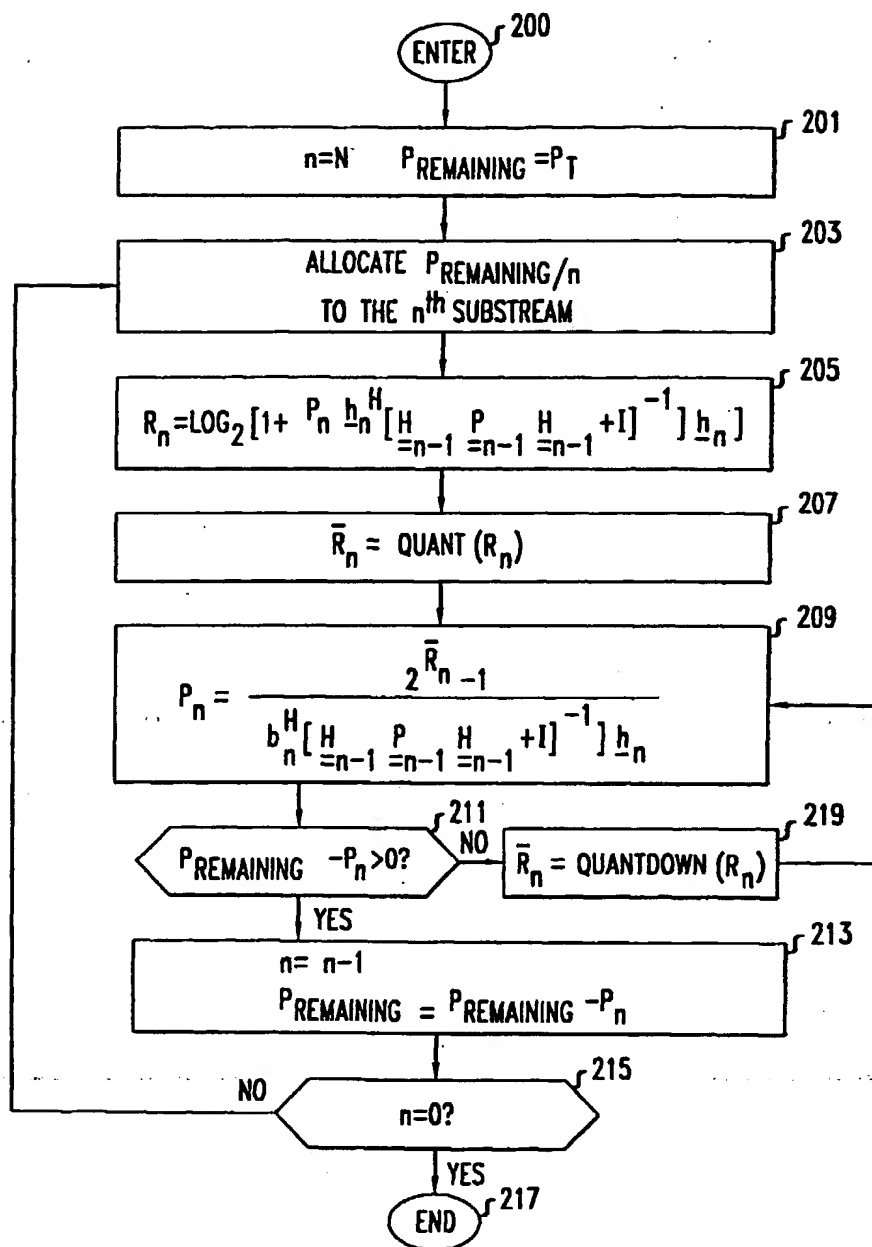 200
ENTER
201
n=N P_REMAINING =P_T
203
ALLOCATE P_REMAINING/n
TO THE n^th SUBSTREAM
205
R_n=LOG_2[1+ P_n h_n^H[H_n-1 P_n-1 H_n-1 +I]^-1] h_n]
207
R̄_n = QUANT (R_n)
209
P_n = 2^R̄_n -1
b_n^H[H_n-1 P_n-1 H_n-1 +I]^-1] h_n
211
P_REMAINING -P_n>0?
NO
219
R̄_n = QUANTDOWN (R_n)
YES
213
n= n-1
P_REMAINING = P_REMAINING -P_n
215
NO
n=0?
YES
217
END